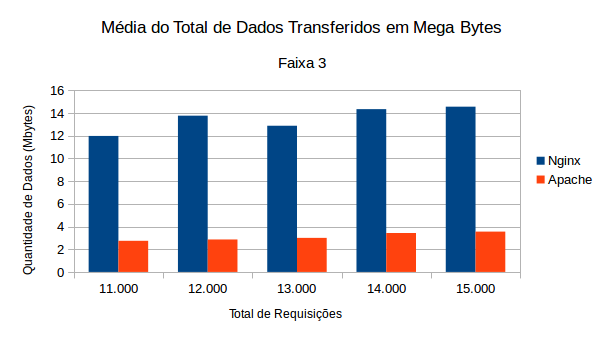 Média do Total de Dados Transferidos em Mega Bytes
Faixa 3
Quantidade de Dados (Mbytes)
16
14
12
10
8
6
4
2
0
11.000 12.000 13.000 14.000 15.000
Total de Requisições
Nginx
Apache